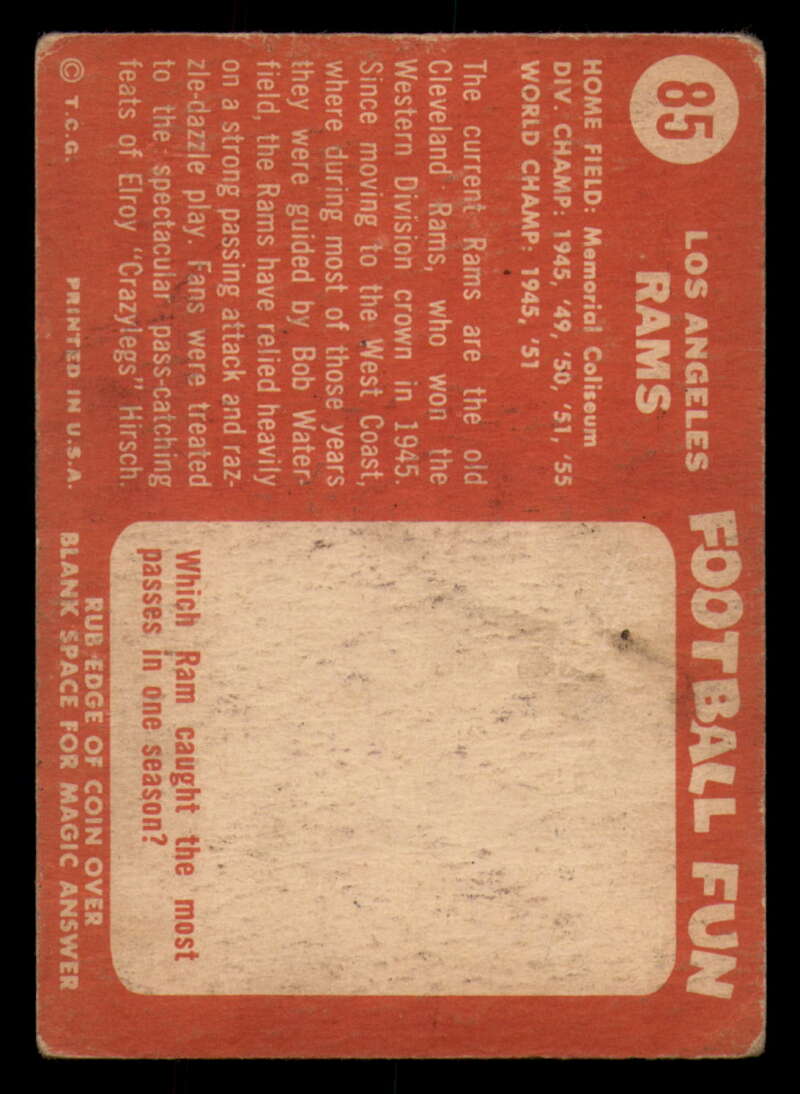 85
LOS ANGELES
RAMS
HOME FIELD: Memorial Coliseum
DIV. CHAMP: 1945, '49, '50, '51, '55
WORLD CHAMP: 1945, '51
The current Rams are the old
Cleveland Rams, who won the
Western Division crown in 1945.
Since moving to the West Coast,
where during most of those years
they were guided by Bob Water-
field, the Rams have relied heavily
on a strong passing attack and raz-
zle-dazzle play. Fans were treated
to the spectacular pass-catching
feats of Elroy "Crazylegs" Hirsch.
© T.C.G.
PRINTED IN U.S.A.
FOOTBALL FUN
Which Ram caught the most
passes in one season?
RUB EDGE OF COIN OVER
BLANK SPACE FOR MAGIC ANSWER